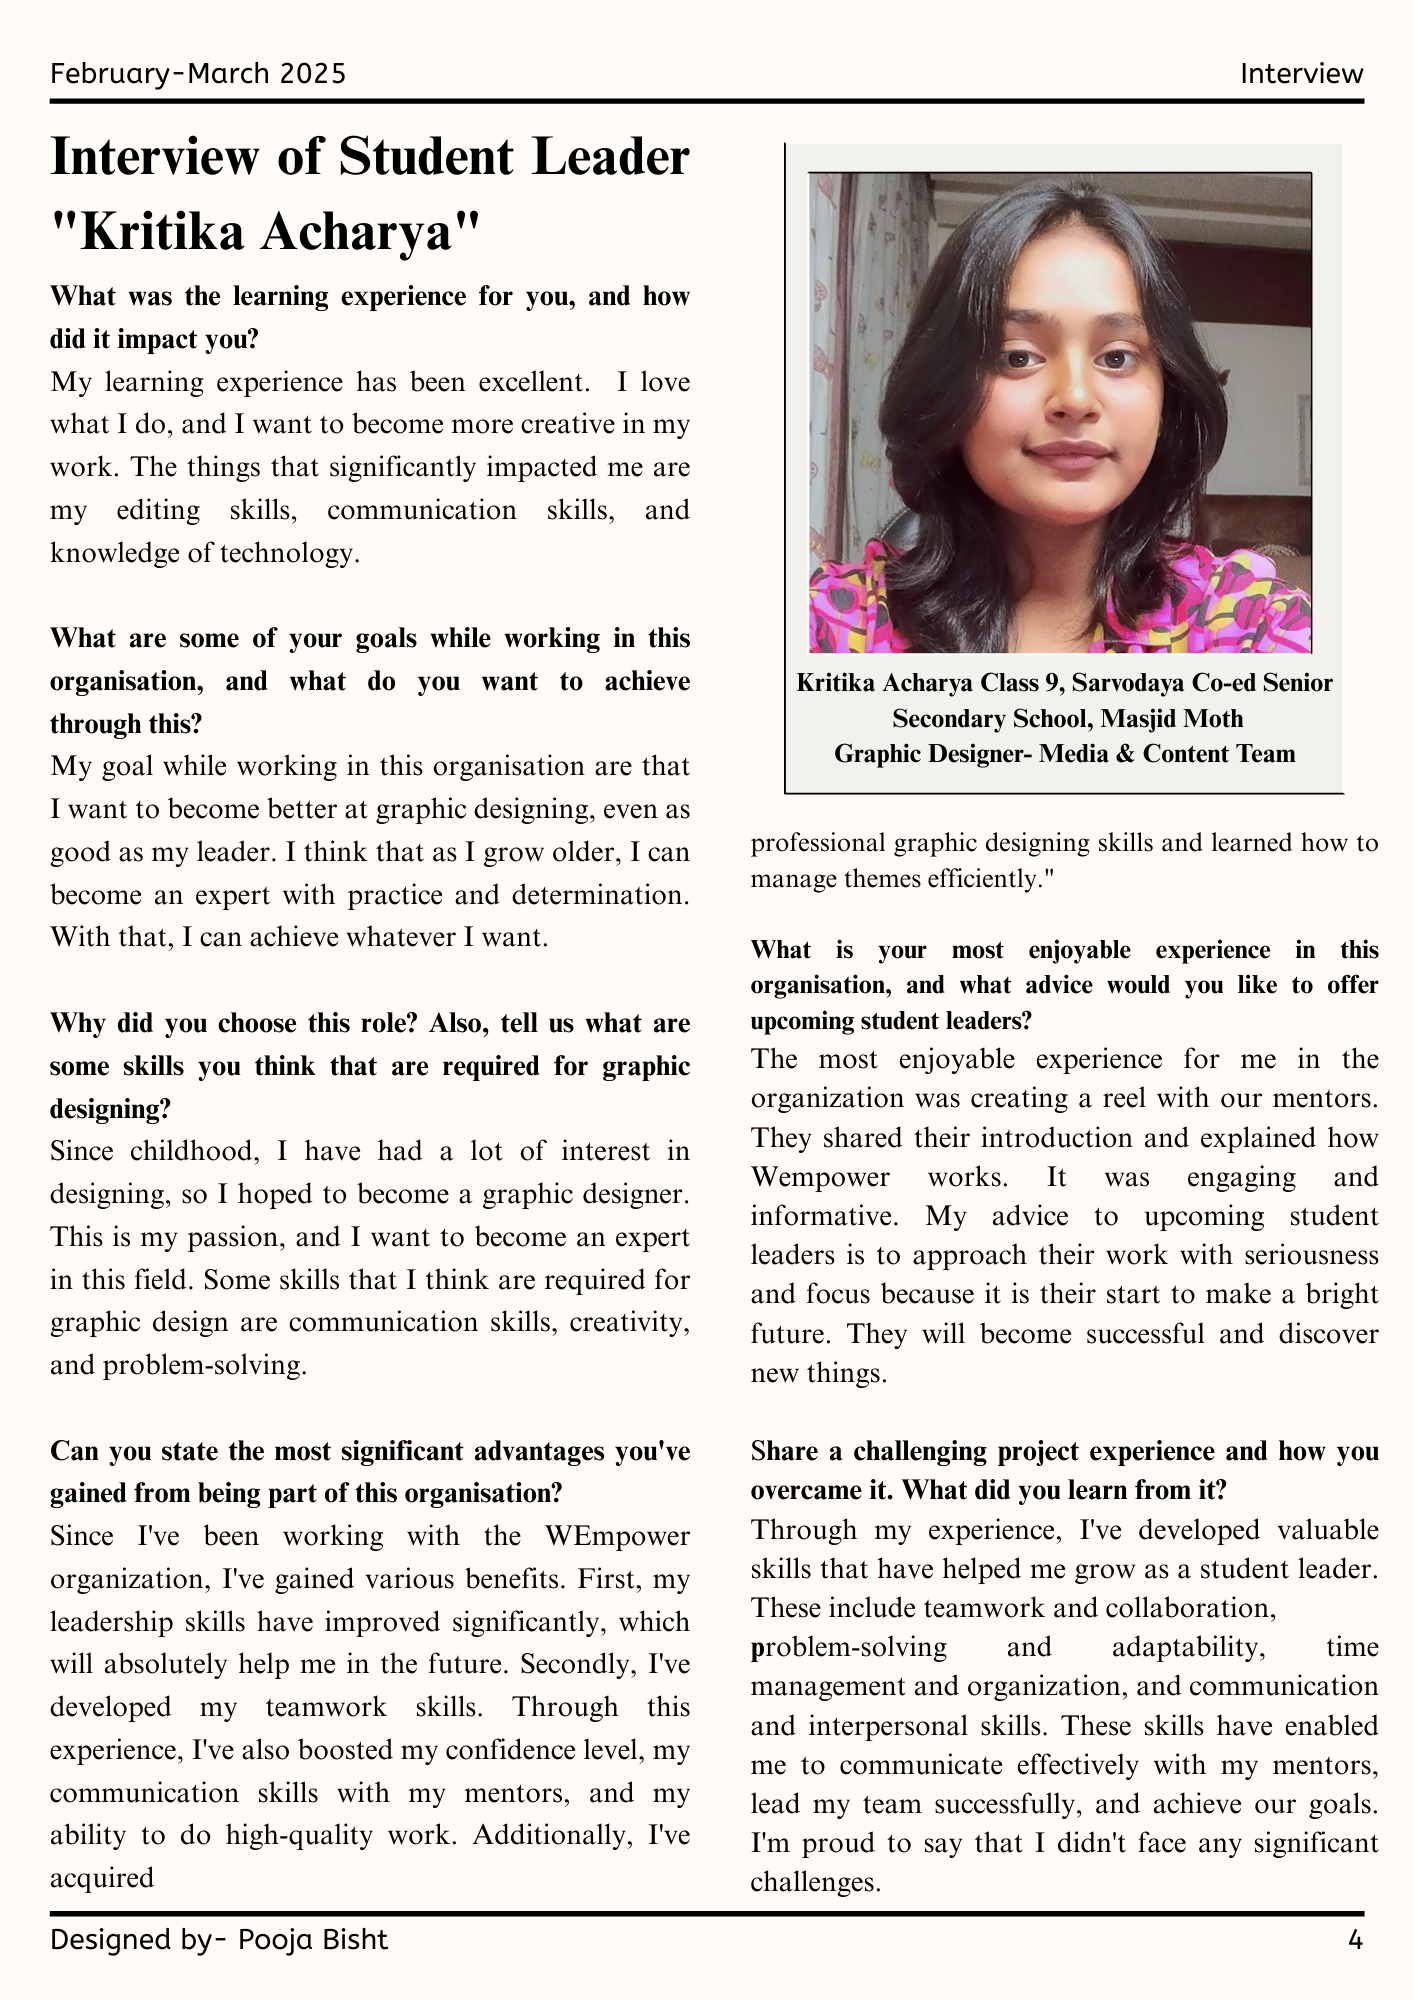 February-March 2025
Interview
Interview of Student Leader
"Kritika Acharya"
What was the learning experience for you, and how
did it impact you?
My learning experience has been excellent. I love
what I do, and I want to become more creative in my
work. The things that significantly impacted me are
my editing skills, communication skills, and
knowledge of technology.
What are some of your goals while working in this
organisation, and what do you want to achieve
through this?
My goal while working in this organisation are that
I want to become better at graphic designing, even as
good as my leader. I think that as I grow older, I can
become an expert with practice and determination.
With that, I can achieve whatever I want.
Why did you choose this role? Also, tell us what are
some skills you think that are required for graphic
designing?
Since childhood, I have had a lot of interest in
designing, so I hoped to become a graphic designer.
This is my passion, and I want to become an expert
in this field. Some skills that I think are required for
graphic design are communication skills, creativity,
and problem-solving.
Can you state the most significant advantages you've
gained from being part of this organisation?
Since I've been working with the WEmpower
organization, I've gained various benefits. First, my
leadership skills have improved significantly, which
will absolutely help me in the future. Secondly, I've
developed my teamwork skills. Through this
experience, I've also boosted my confidence level, my
communication skills with my mentors, and my
ability to do high-quality work. Additionally, I've
acquired
Kritika Acharya Class 9, Sarvodaya Co-ed Senior
Secondary School, Masjid Moth
Graphic Designer- Media & Content Team
professional graphic designing skills and learned how to
manage themes efficiently."
What is your most enjoyable experience in this
organisation, and what advice would you like to offer
upcoming student leaders?
The most enjoyable experience for me in the
organization was creating a reel with our mentors.
They shared their introduction and explained how
Wempower works. It was engaging and
informative. My advice to upcoming student
leaders is to approach their work with seriousness
and focus because it is their start to make a bright
future. They will become successful and discover
new things.
Share a challenging project experience and how you
overcame it. What did you learn from it?
Through my experience, I've developed valuable
skills that have helped me grow as a student leader.
These include teamwork and collaboration,
problem-solving and adaptability, time
management and organization, and communication
and interpersonal skills. These skills have enabled
me to communicate effectively with my mentors,
lead my team successfully, and achieve our goals.
I'm proud to say that I didn't face any significant
challenges.
Designed by- Pooja Bisht
4